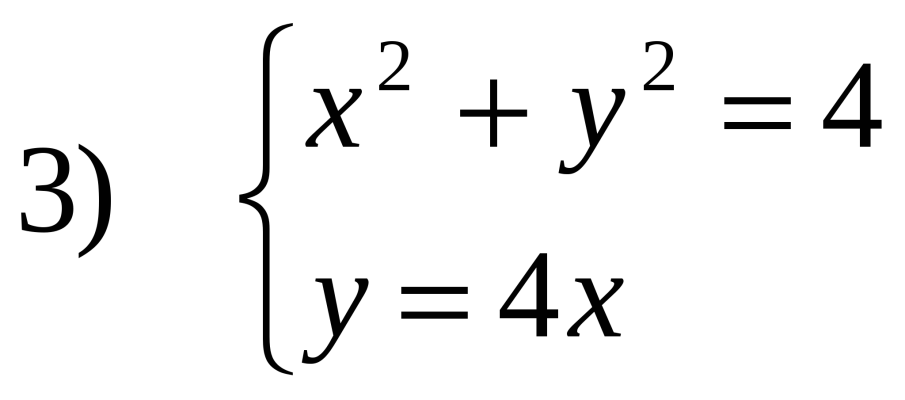 3) { x² + y² = 4
y = 4x